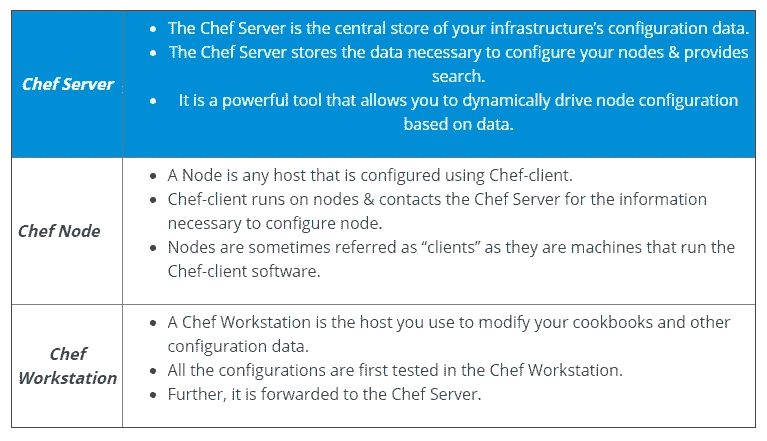 Chef Server
• The Chef Server is the central store of your infrastructure’s configuration data.
• The Chef Server stores the data necessary to configure your nodes & provides
search.
• It is a powerful tool that allows you to dynamically drive node configuration
based on data.
Chef Node
• A Node is any host that is configured using Chef-client.
• Chef-client runs on nodes & contacts the Chef Server for the information
necessary to configure node.
• Nodes are sometimes referred as “clients” as they are machines that run the
Chef-client software.
Chef
Workstation
• A Chef Workstation is the host you use to modify your cookbooks and other
configuration data.
• All the configurations are first tested in the Chef Workstation.
• Further, it is forwarded to the Chef Server.